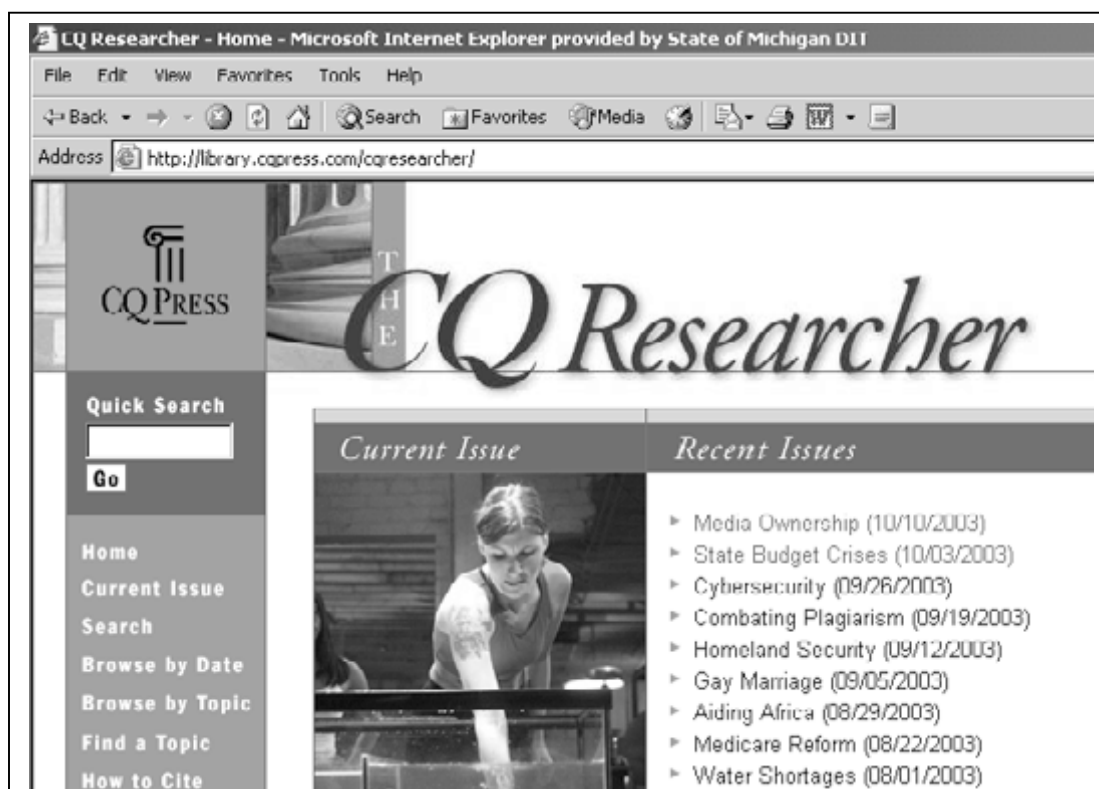 CQ Researcher - Home - Microsoft Internet Explorer provided by State of Michigan DIT
File Edit View Favorites Tools Help
Back Search Favorites Media
Address http://library.cqpress.com/cqresearcher/
CQ PRESS
THE
CQ Researcher
Quick Search
Go
Home
Current Issue
Search
Browse by Date
Browse by Topic
Find a Topic
How to Cite
Current Issue
Recent Issues
Media Ownership (10/10/2003)
State Budget Crises (10/03/2003)
Cybersecurity (09/26/2003)
Combating Plagiarism (09/19/2003)
Homeland Security (09/12/2003)
Gay Marriage (09/05/2003)
Aiding Africa (08/29/2003)
Medicare Reform (08/22/2003)
Water Shortages (08/01/2003)